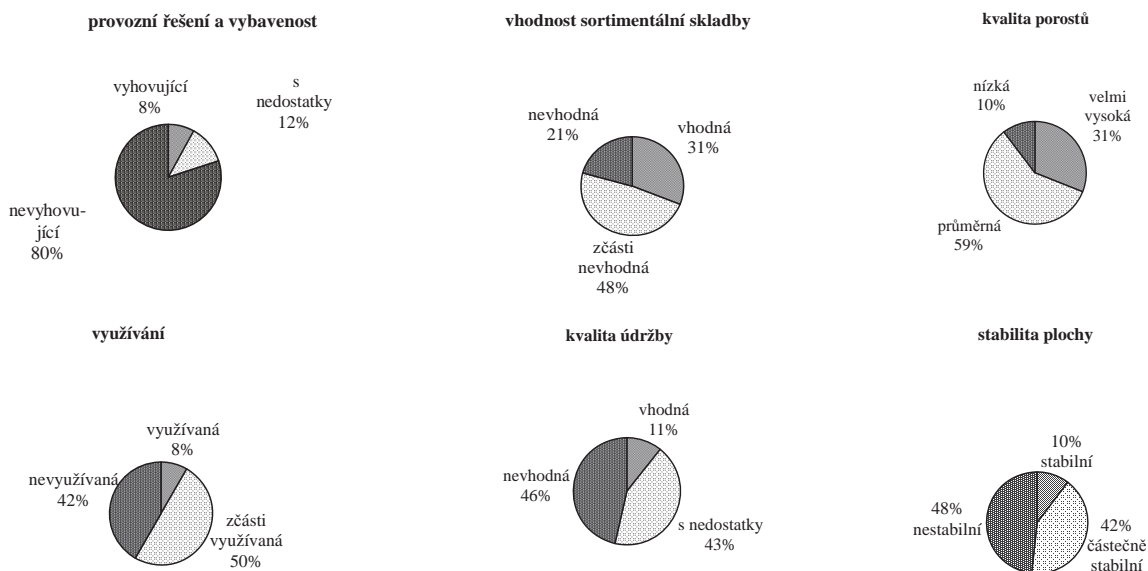 provozní řešení a vybavenost
vyhovující
8%
s
nedostatky
12%
nevyhovu-
jící
80%
vhodnost sortimentální skladby
nevhodná
21%
vhodná
31%
zčásti
nevhodná
48%
kvalita porostů
nízká
10%
velmi
vysoká
31%
průměrná
59%
využívání
využívaná
8%
nevyužívaná
42%
zčásti
využívaná
50%
kvalita údržby
vhodná
11%
nevhodná
46%
s nedostatky
43%
stabilita plochy
10%
stabilní
48%
nestabilní
42%
částečně
stabilní